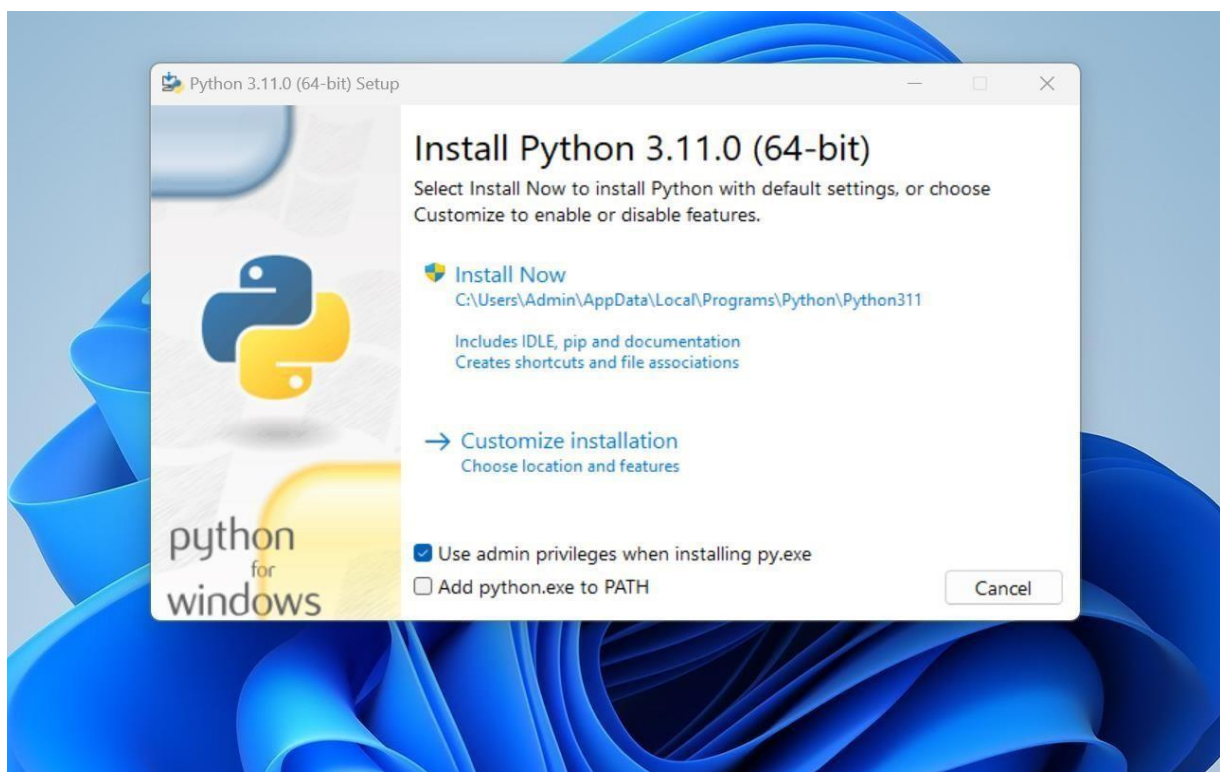 Python 3.11.0 (64-bit) Setup
Install Python 3.11.0 (64-bit)
Select Install Now to install Python with default settings, or choose
Customize to enable or disable features.
Install Now
C:\Users\Admin\AppData\Local\Programs\Python\Python311
Includes IDLE, pip and documentation
Creates shortcuts and file associations
Customize installation
Choose location and features
python
for
windows
Use admin privileges when installing py.exe
Add python.exe to PATH
Cancel